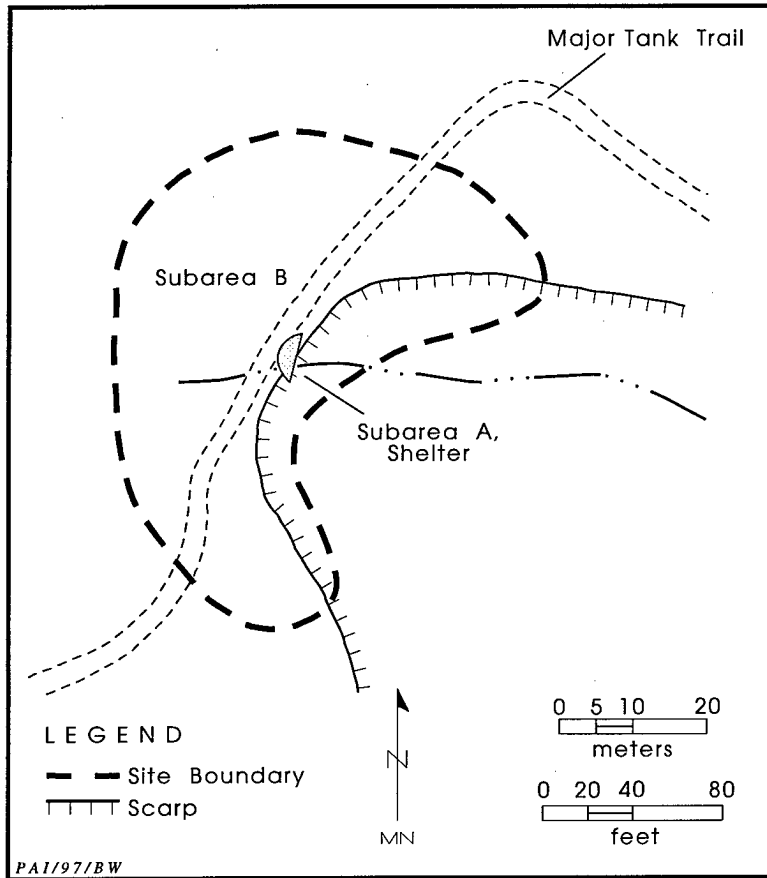 Major Tank Trail
Subarea B
Subarea A,
Shelter
LEGEND
Site Boundary
Scarp
N
MN
0 5 10 20
meters
0 20 40 80
feet
PAI/97/BW